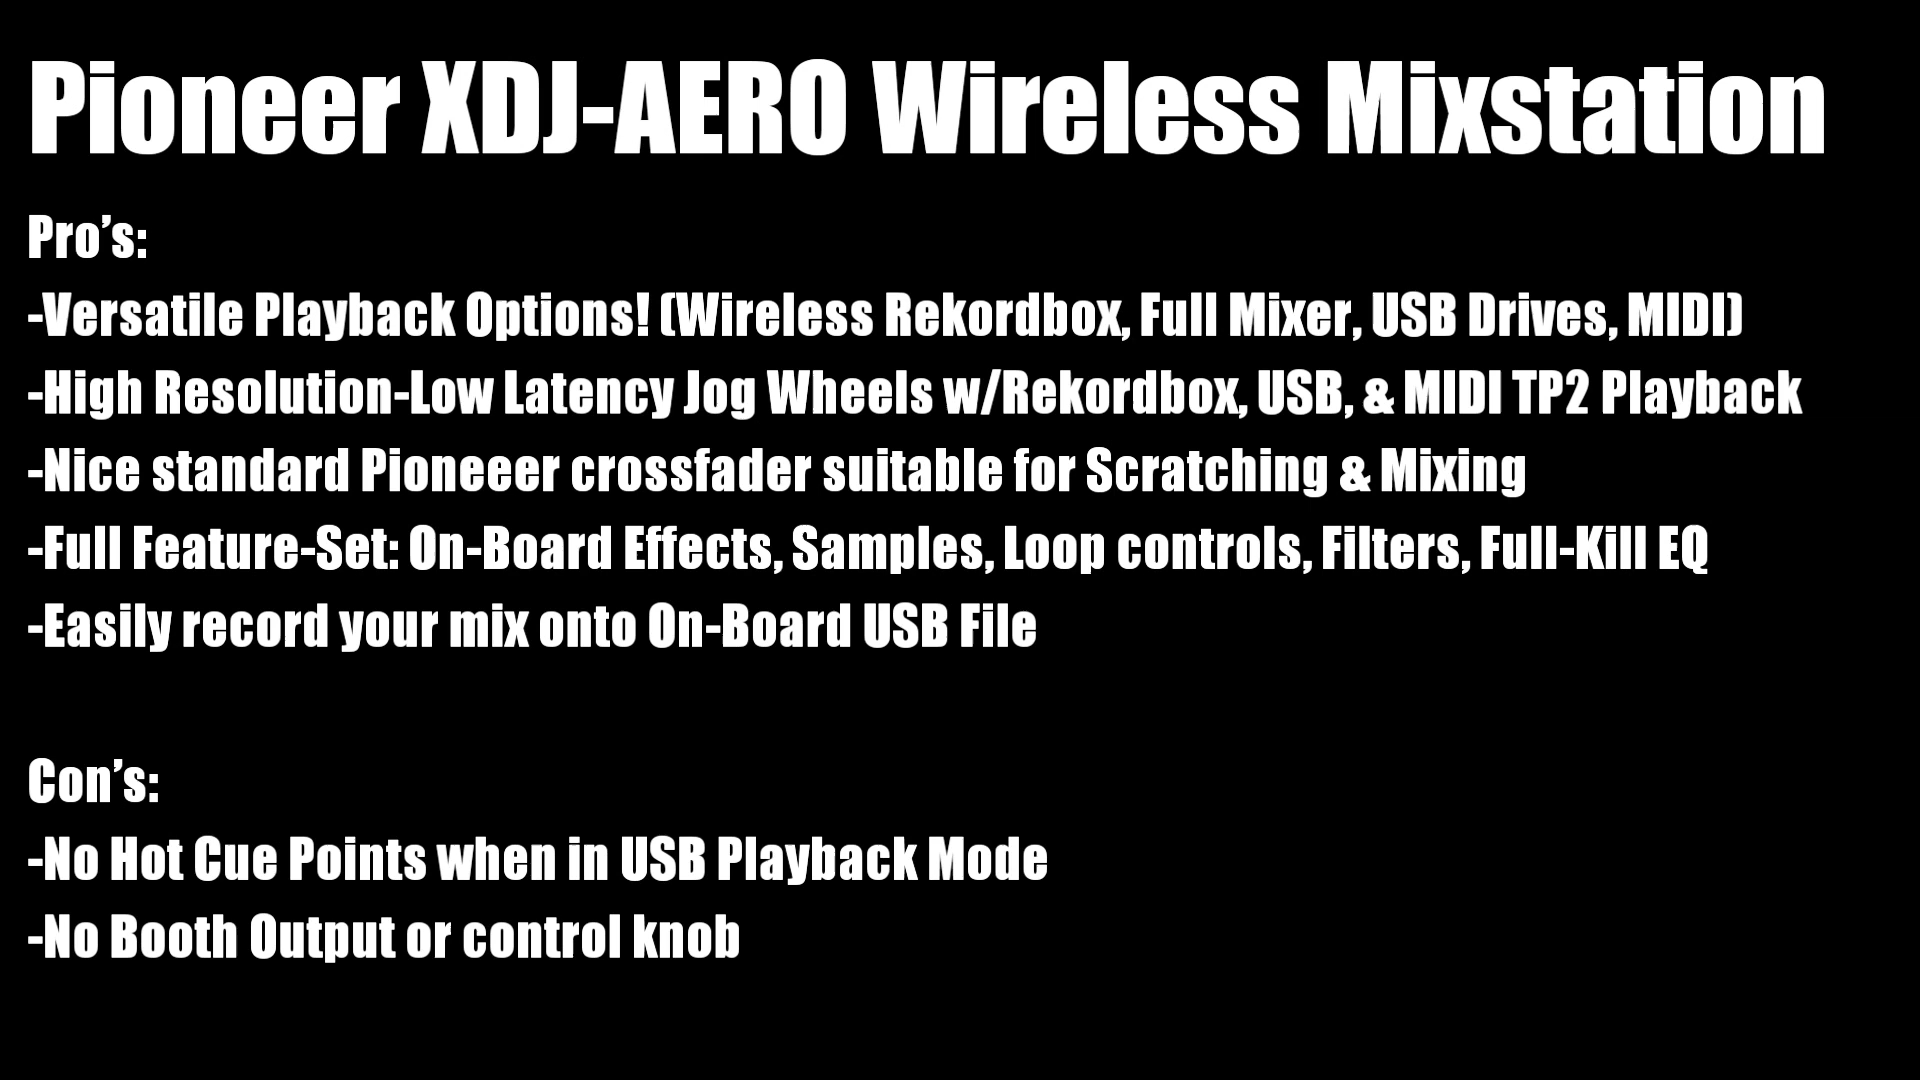 Pioneer XDJ-AERO Wireless Mixstation
Pro’s:
-Versatile Playback Options! (Wireless Rekordbox, Full Mixer, USB Drives, MIDI)
-High Resolution-Low Latency Jog Wheels w/Rekordbox, USB, & MIDI TP2 Playback
-Nice standard Pioneeer crossfader suitable for Scratching & Mixing
-Full Feature-Set: On-Board Effects, Samples, Loop controls, Filters, Full-Kill EQ
-Easily record your mix onto On-Board USB File
Con’s:
-No Hot Cue Points when in USB Playback Mode
-No Booth Output or control knob